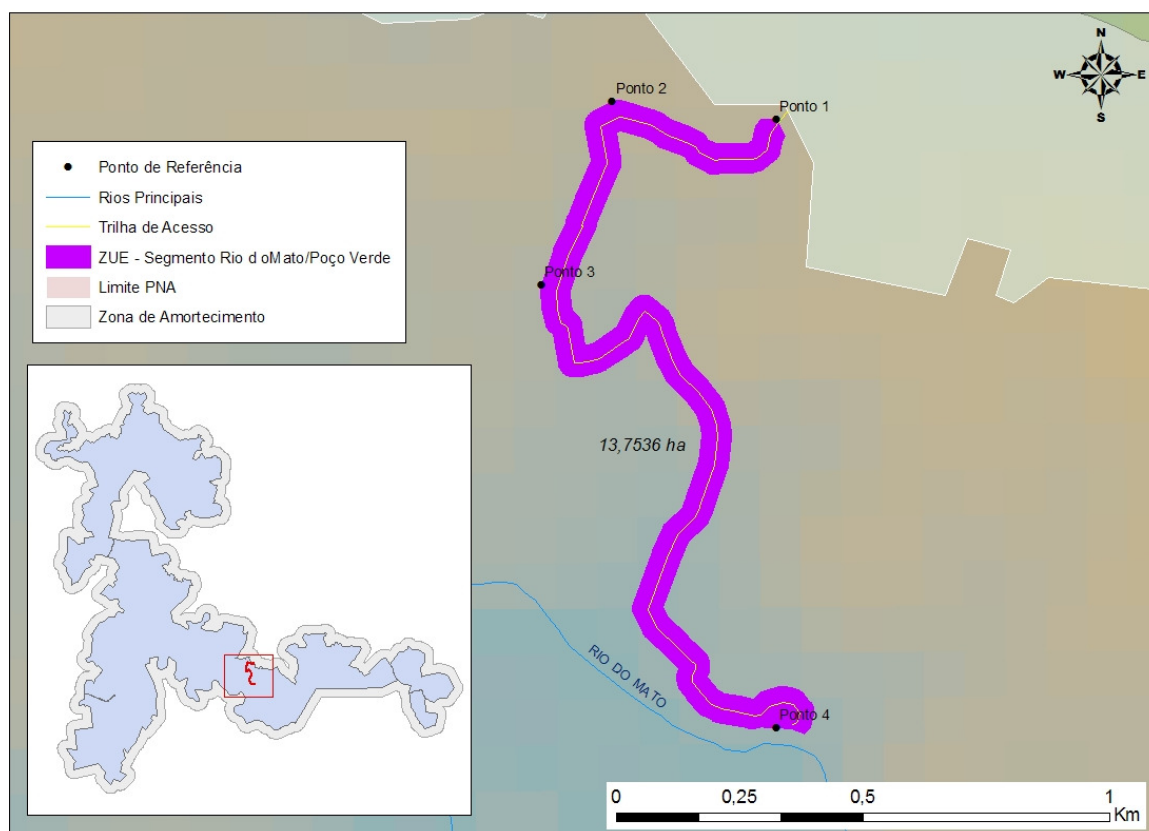 N
W E
S
Ponto 2
Ponto 1
Ponto de Referência
Rios Principais
Trilha de Acesso
ZUE - Segmento Rio d oMato/Poço Verde
Limite PNA
Zona de Amortecimento
Ponto 3
13,7536 ha
RIO DO MATO
Ponto 4
0 0,25 0,5 1
Km